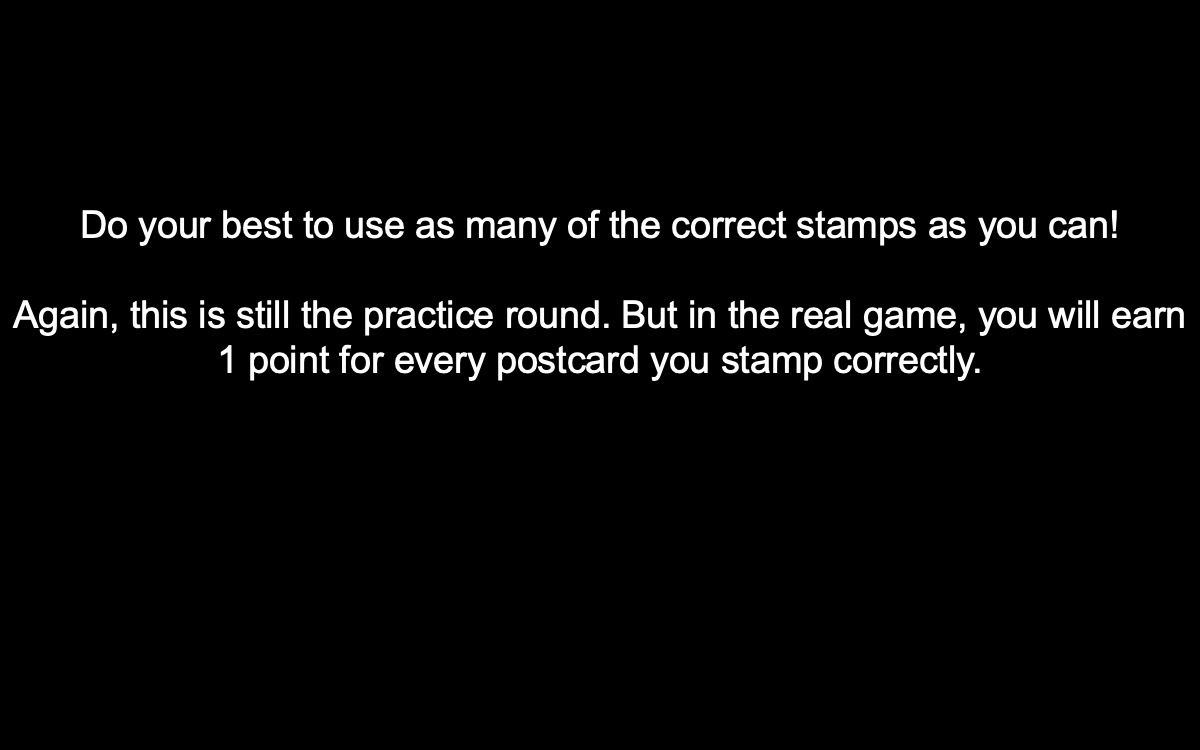 Do your best to use as many of the correct stamps as you can!
Again, this is still the practice round. But in the real game, you will earn
1 point for every postcard you stamp correctly.